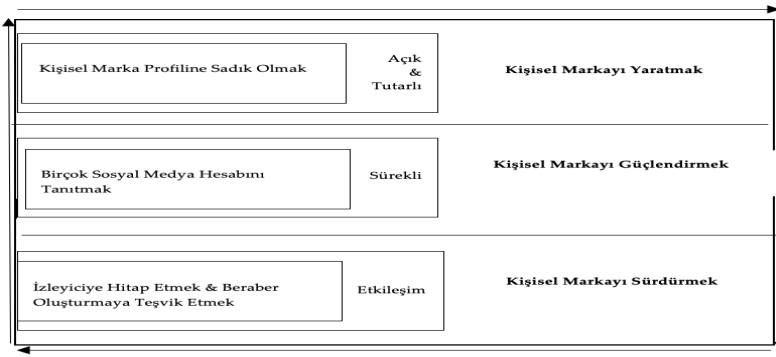 Kişisel Marka Profiline Sadık Olmak
Açık
&
Tutarlı
Kişisel Markayı Yaratmak
Birçok Sosyal Medya Hesabını
Tanıtmak
Sürekli
Kişisel Markayı Güçlendirmek
İzleyiciye Hitap Etmek & Beraber
Oluşturmaya Teşvik Etmek
Etkileşim
Kişisel Markayı Sürdürmek